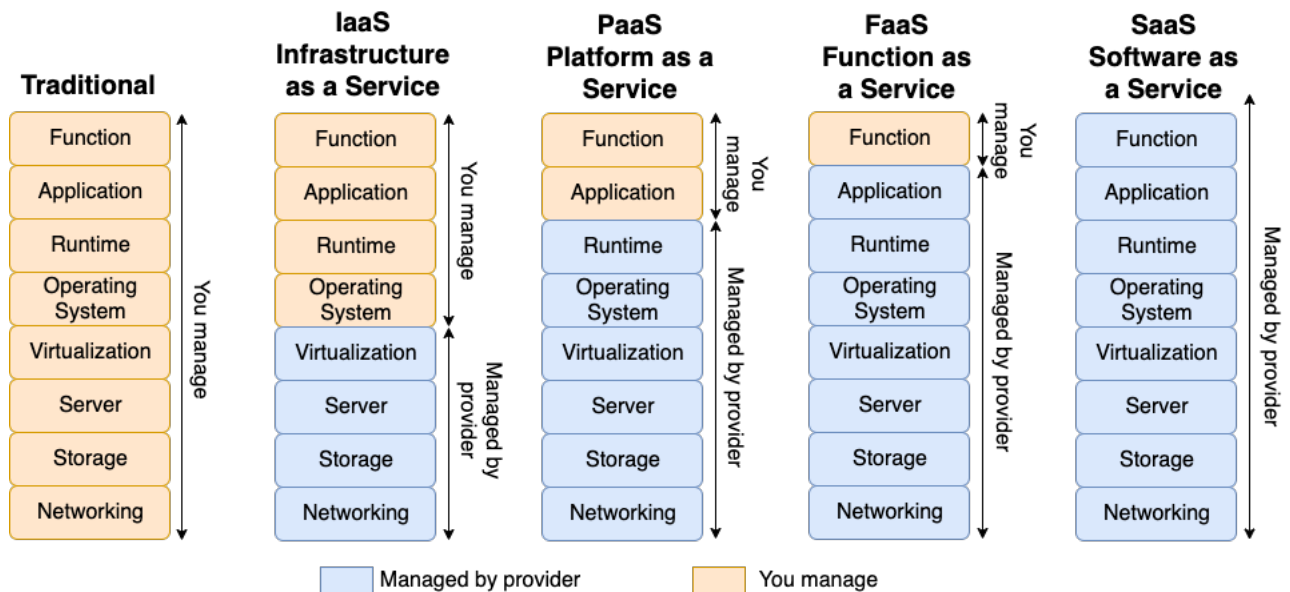 Traditional
Function
Application
Runtime
Operating
System
Virtualization
Server
Storage
Networking
You manage
IaaS
Infrastructure
as a Service
Function
Application
Runtime
Operating
System
Virtualization
Server
Storage
Networking
You manage
Managed by
provider
PaaS
Platform as a
Service
Function
Application
Runtime
Operating
System
Virtualization
Server
Storage
Networking
You
manage
Managed by provider
FaaS
Function as
a Service
Function
Application
Runtime
Operating
System
Virtualization
Server
Storage
Networking
You
manage
Managed by provider
SaaS
Software as
a Service
Function
Application
Runtime
Operating
System
Virtualization
Server
Storage
Networking
Managed by provider
Managed by provider
You manage